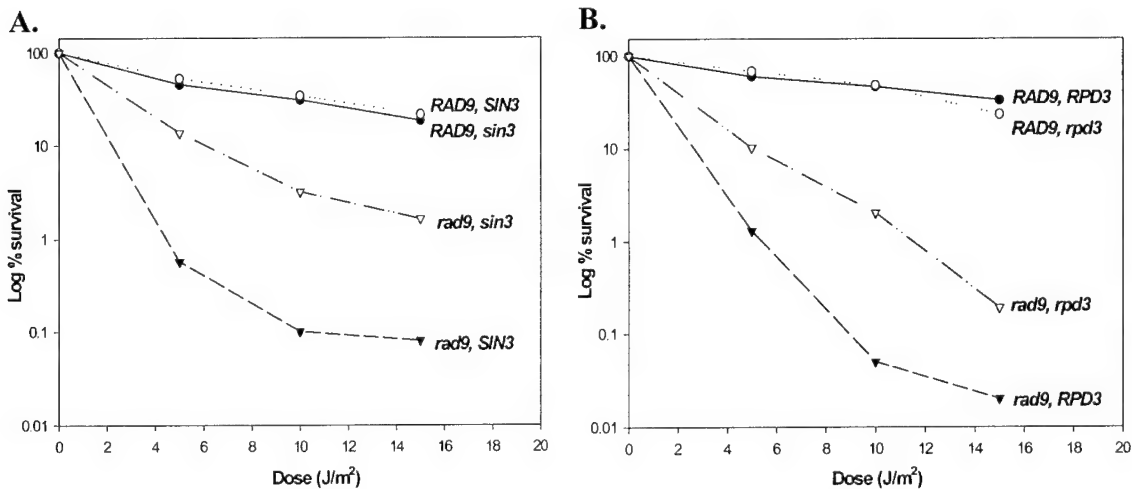 A.
Log % survival
100
10
1
0.1
0.01
0
2
4
6
8
10
12
14
16
18
20
Dose (J/m²)
RAD9, SIN3
RAD9, sin3
rad9, sin3
rad9, SIN3
B.
Log % survival
100
10
1
0.1
0.01
0
2
4
6
8
10
12
14
16
18
20
Dose (J/m²)
RAD9, RPD3
RAD9, rpd3
rad9, rpd3
rad9, RPD3